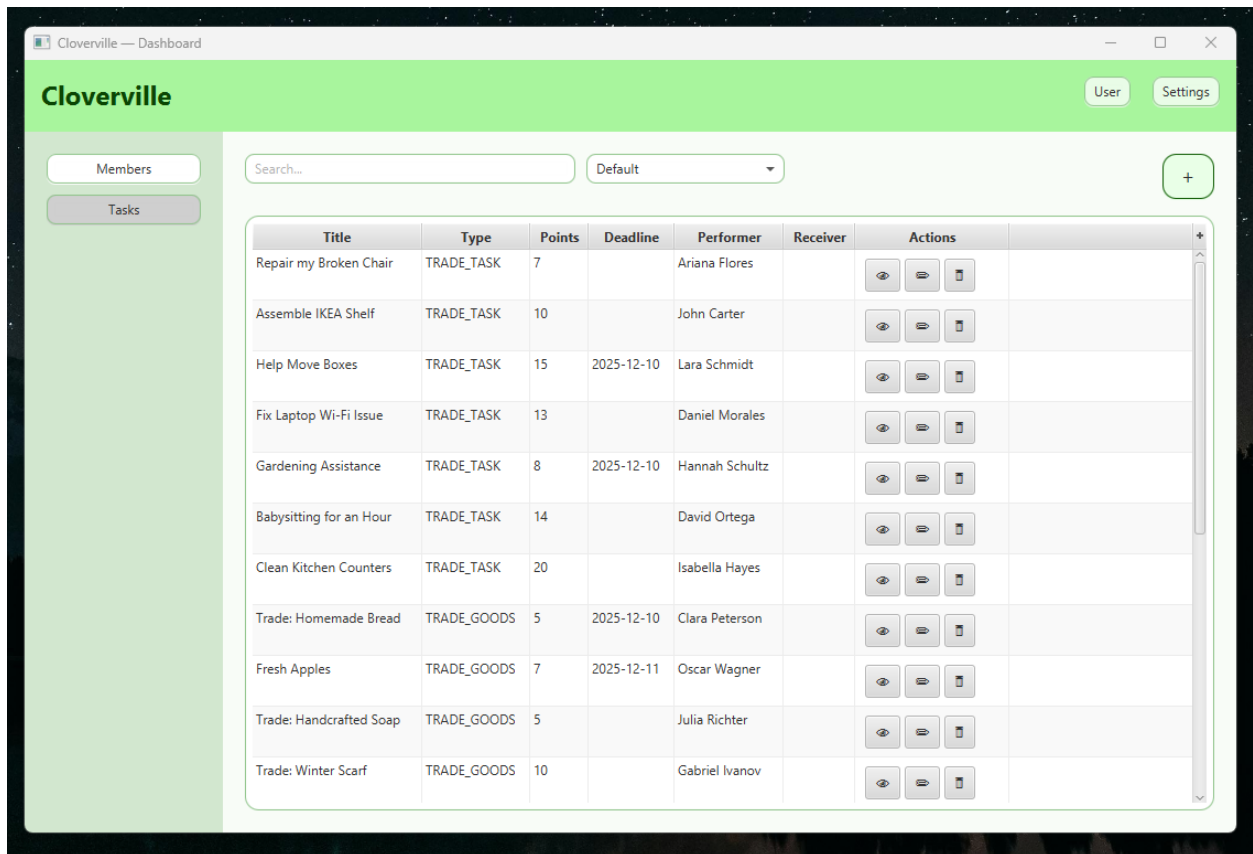 Cloverville — Dashboard
Cloverville
User
Settings
Members
Tasks
Search...
Default
+
Title Type Points Deadline Performer Receiver Actions +
Repair my Broken Chair TRADE_TASK 7 Ariana Flores
Assemble IKEA Shelf TRADE_TASK 10 John Carter
Help Move Boxes TRADE_TASK 15 2025-12-10 Lara Schmidt
Fix Laptop Wi-Fi Issue TRADE_TASK 13 Daniel Morales
Gardening Assistance TRADE_TASK 8 2025-12-10 Hannah Schultz
Babysitting for an Hour TRADE_TASK 14 David Ortega
Clean Kitchen Counters TRADE_TASK 20 Isabella Hayes
Trade: Homemade Bread TRADE_GOODS 5 2025-12-10 Clara Peterson
Fresh Apples TRADE_GOODS 7 2025-12-11 Oscar Wagner
Trade: Handcrafted Soap TRADE_GOODS 5 Julia Richter
Trade: Winter Scarf TRADE_GOODS 10 Gabriel Ivanov